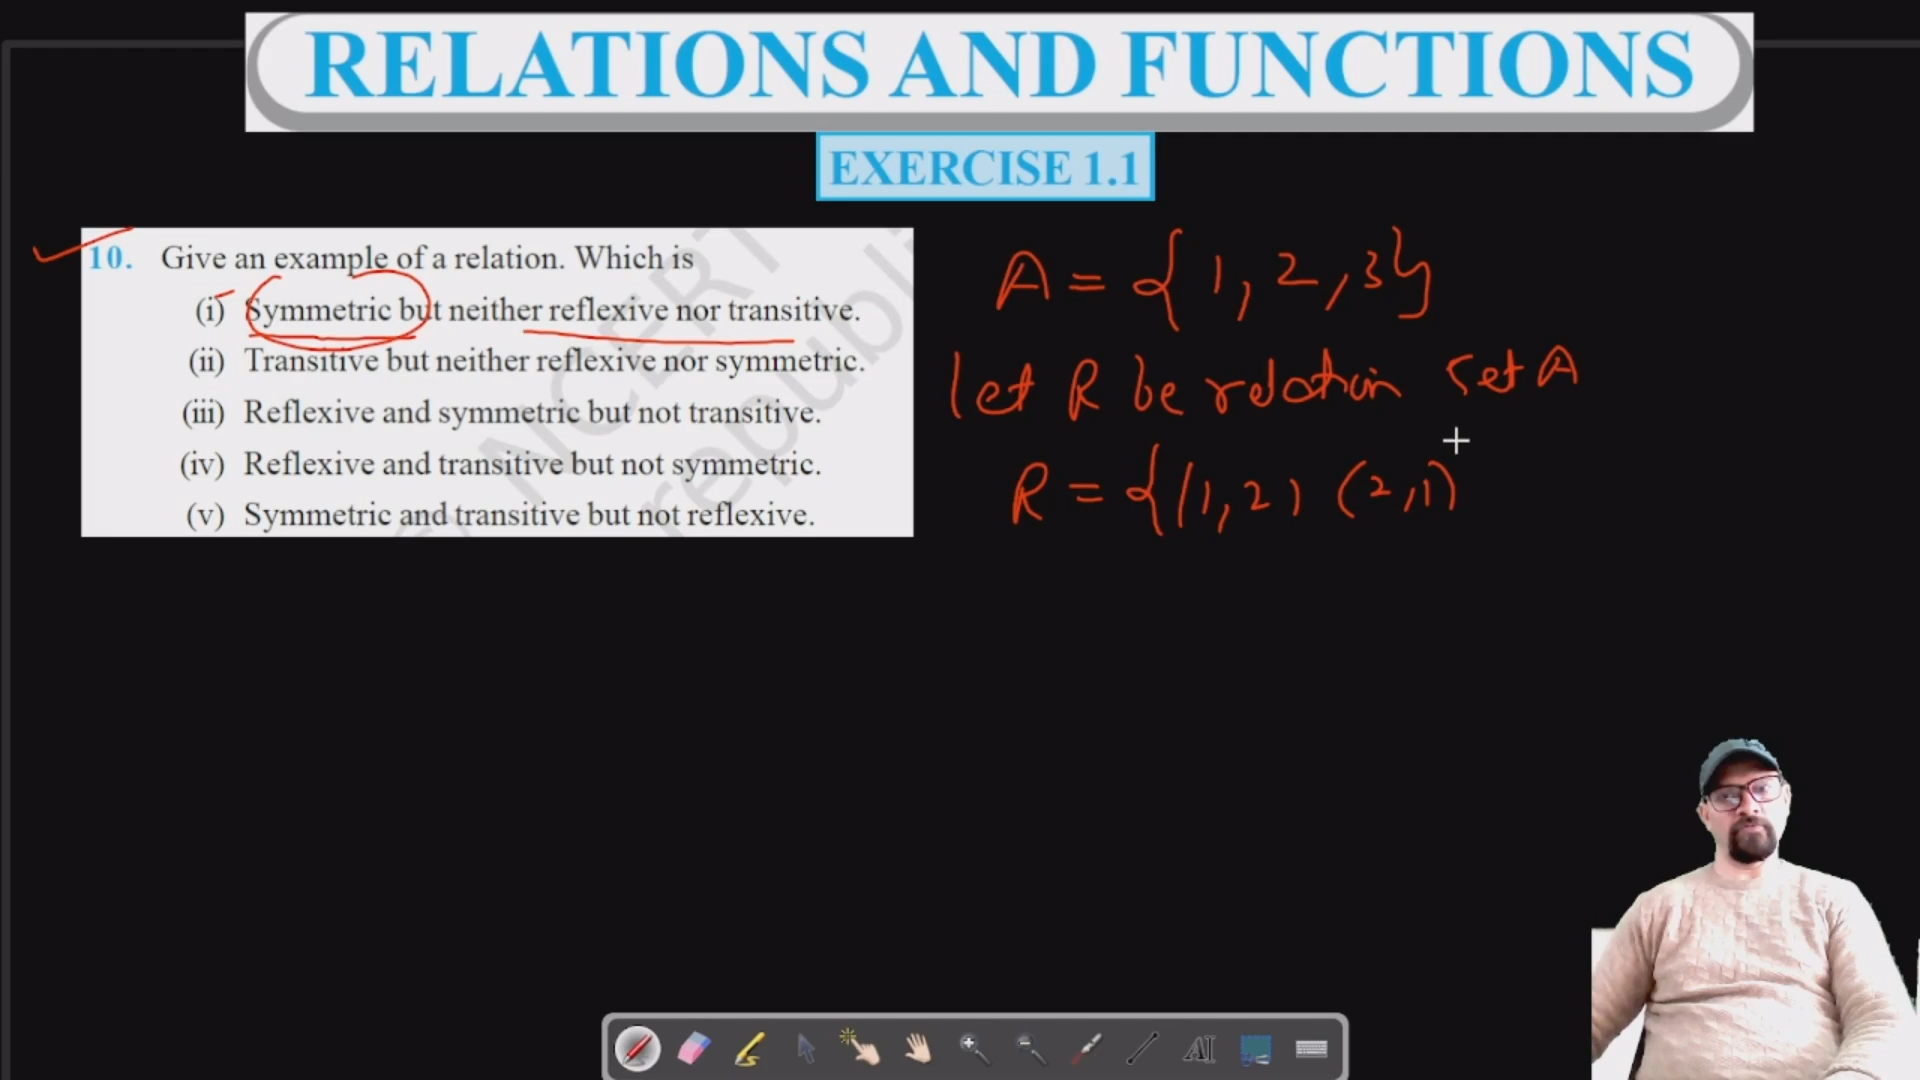 RELATIONS AND FUNCTIONS
EXERCISE 1.1
10. Give an example of a relation. Which is
(i) Symmetric but neither reflexive nor transitive.
(ii) Transitive but neither reflexive nor symmetric.
(iii) Reflexive and symmetric but not transitive.
(iv) Reflexive and transitive but not symmetric.
(v) Symmetric and transitive but not reflexive.
A = { 1, 2, 3}
let R be relation set A
R = {(1, 2) (2, 1)
NCERT
republi
AI